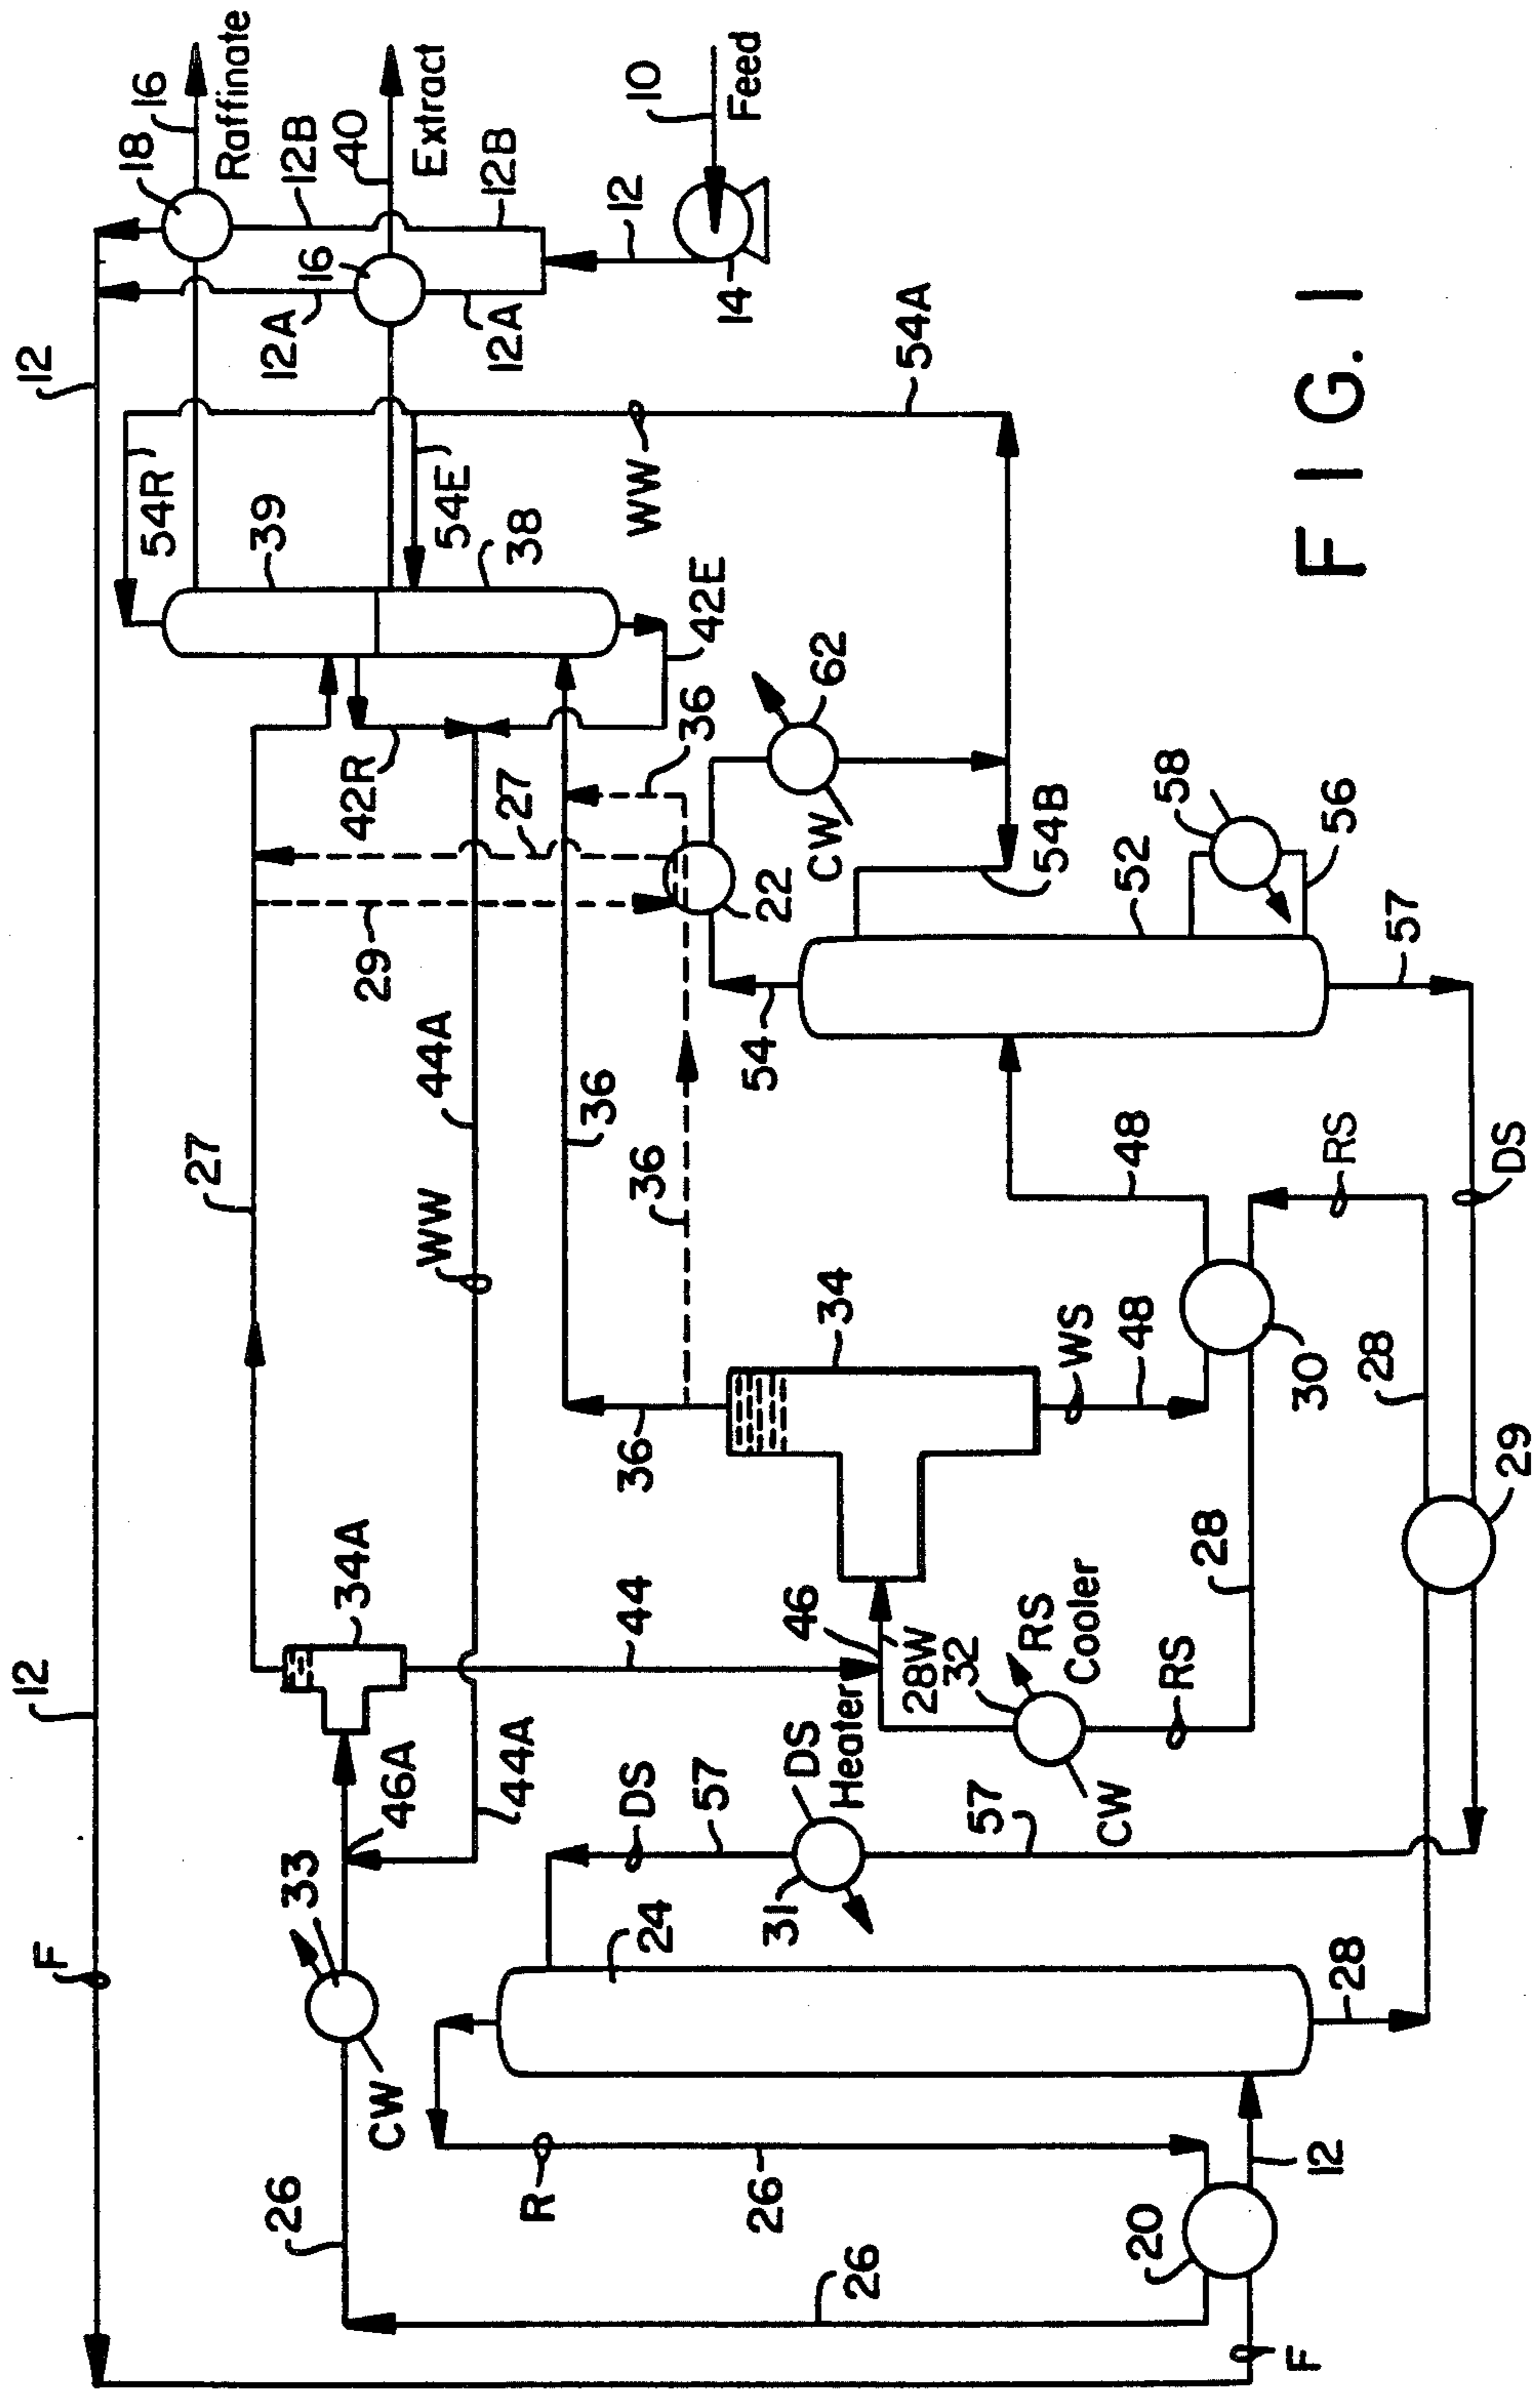 F
12
12
18
16
54R
27
Raffinate
39
26
12A
12B
33
16
34A
40
42R
29
CW
46A
Extract
WW
44A
54E
12B
12A
44A
27
38
R
36
12
DS
44
36
36
WW
10
24
57
36
42E
14
Feed
26
54
22
31
DS
Heater
46
CW
62
34
26
54A
28W
32
57
RS
Cooler
54B
WS
CW
52
48
48
20
58
RS
28
F
30
12
FIG. 1
RS
56
28
28
57
DS
29